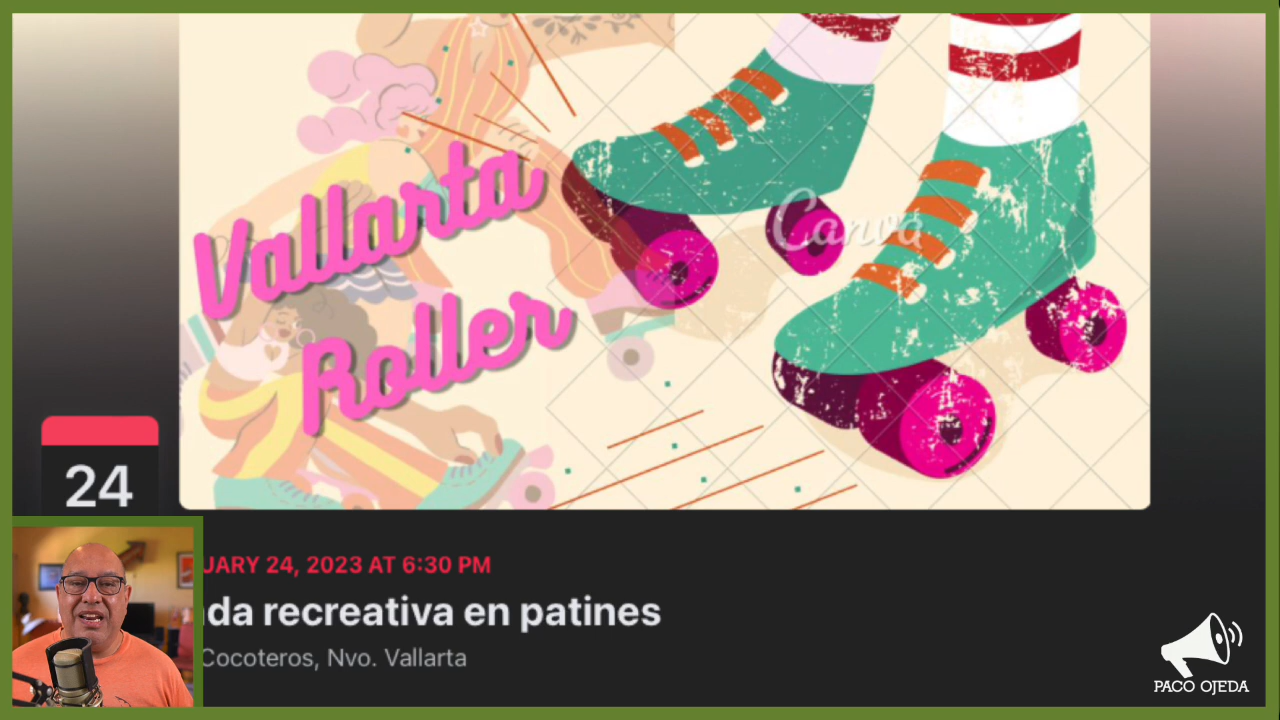 Vallarta
Roller
Canva
24
UARY 24, 2023 AT 6:30 PM
da recreativa en patines
Cocoteros, Nvo. Vallarta
PACO OJEDA